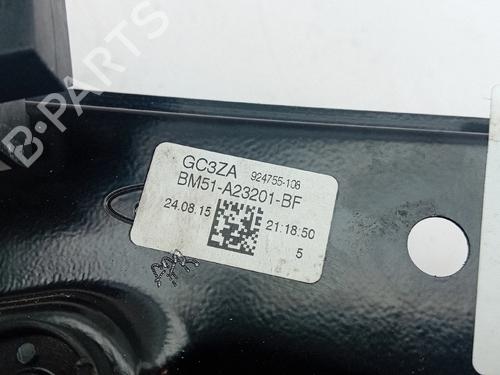 B-PARTS
GC3ZA 924755-106
BM51-A23201-BF
24.08.15 21:18:50
5